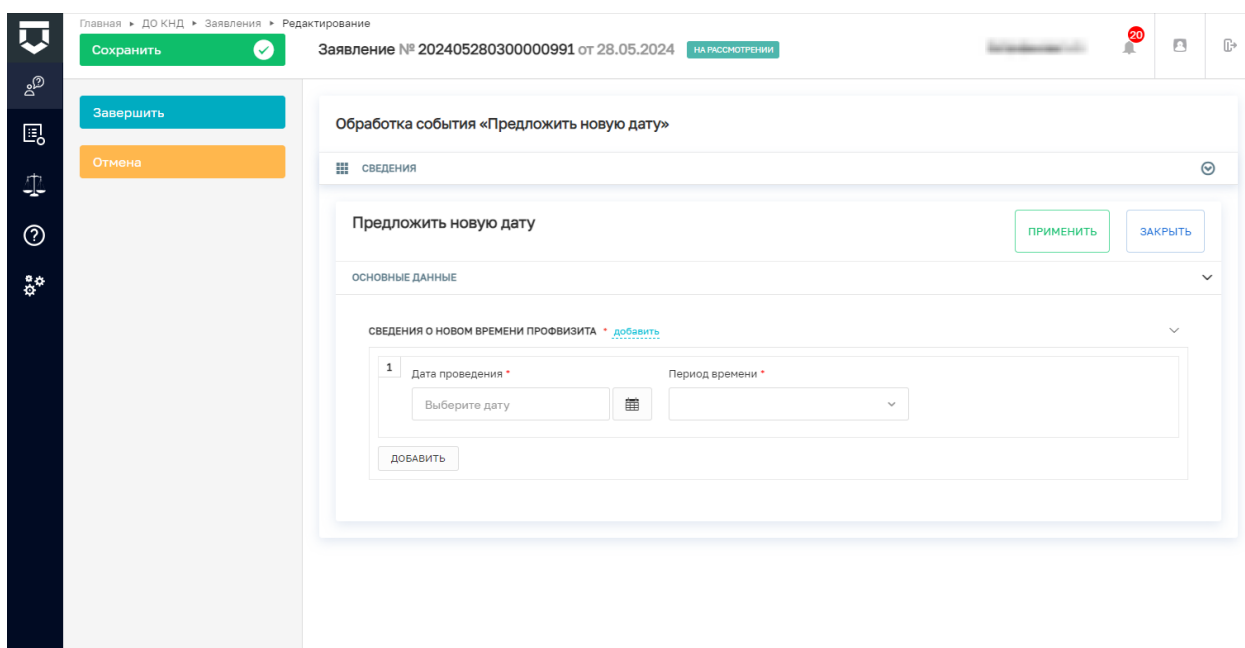 Главная ▸ ДО КНД ▸ Заявления ▸ Редактирование
Сохранить
Заявление № 202405280300000991 от 28.05.2024 НА РАССМОТРЕНИИ
20
Завершить
Отмена
Обработка события «Предложить новую дату»
СВЕДЕНИЯ
Предложить новую дату
ПРИМЕНИТЬ ЗАКРЫТЬ
ОСНОВНЫЕ ДАННЫЕ
СВЕДЕНИЯ О НОВОМ ВРЕМЕНИ ПРОФВИЗИТА * добавить
1
Дата проведения * Период времени *
Выберите дату
ДОБАВИТЬ